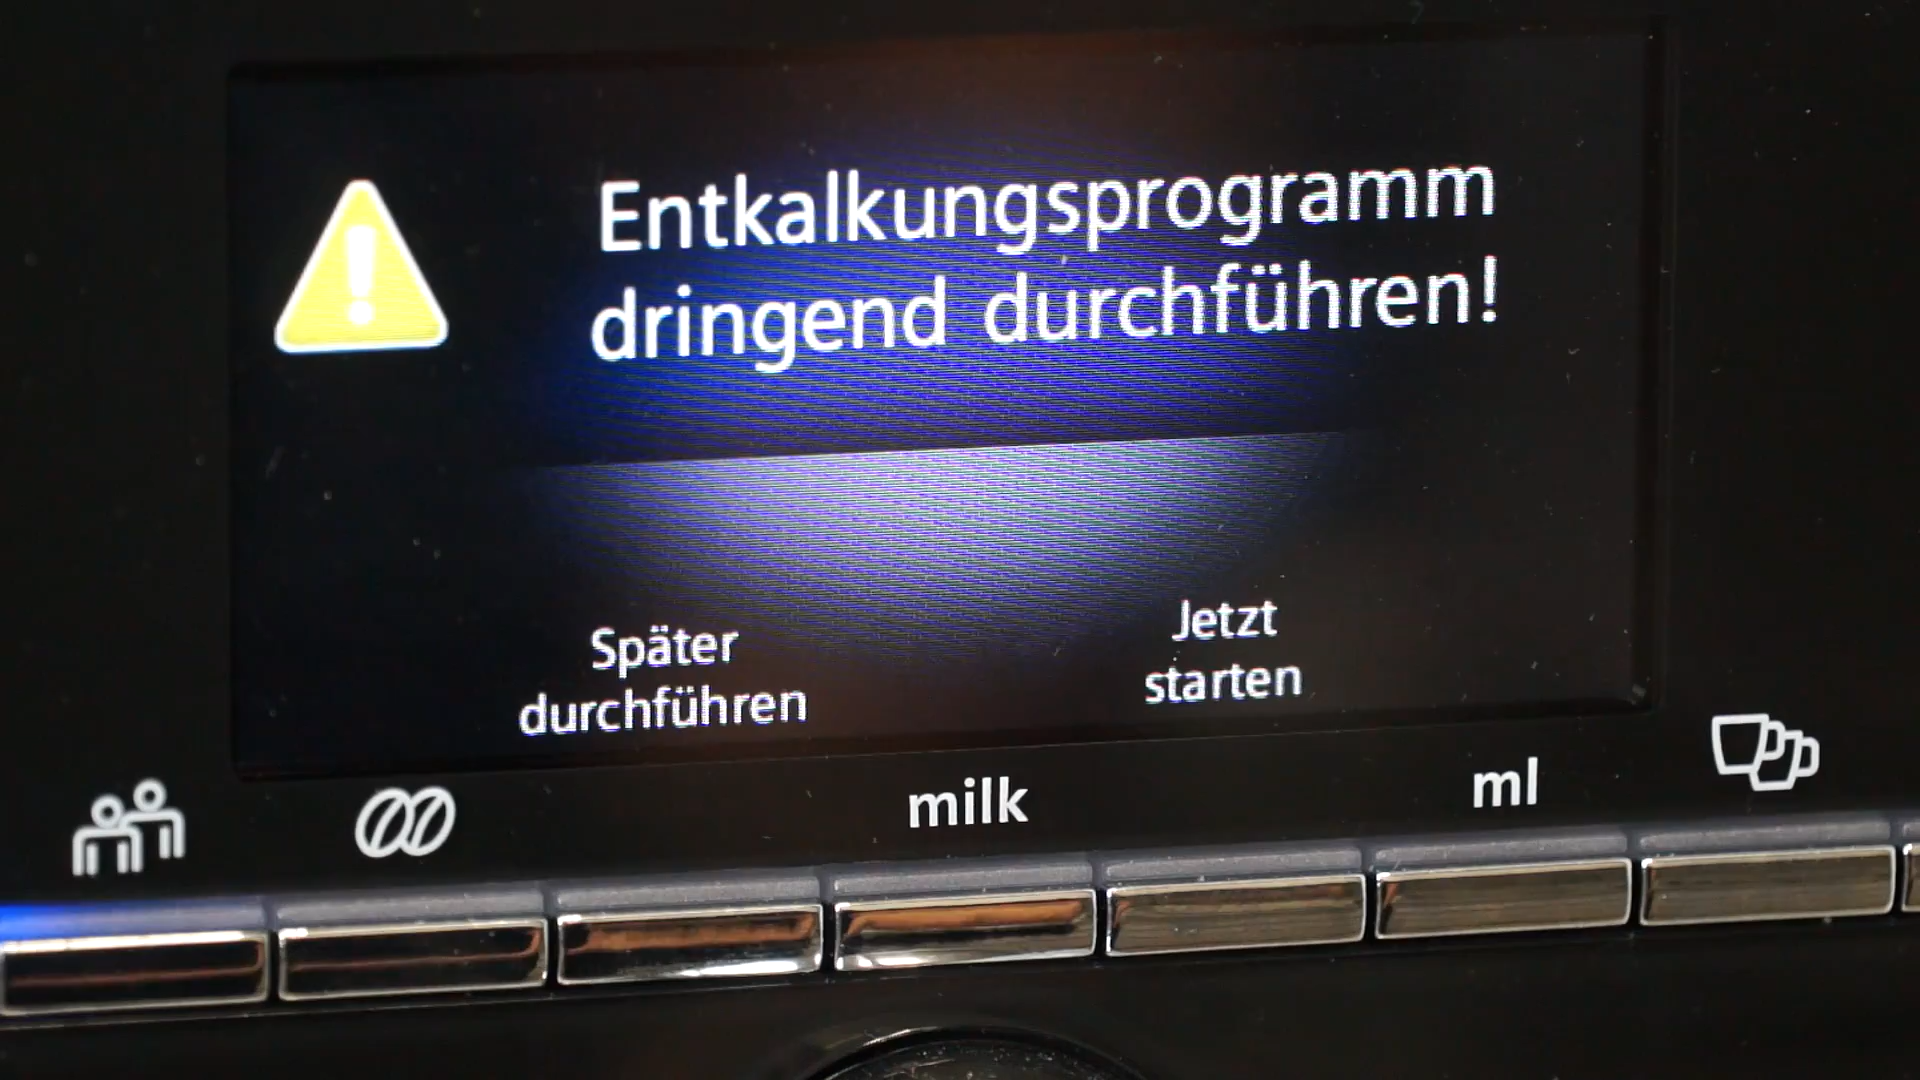 Entkalkungsprogramm
dringend durchführen!
Später
durchführen
Jetzt
starten
milk
ml